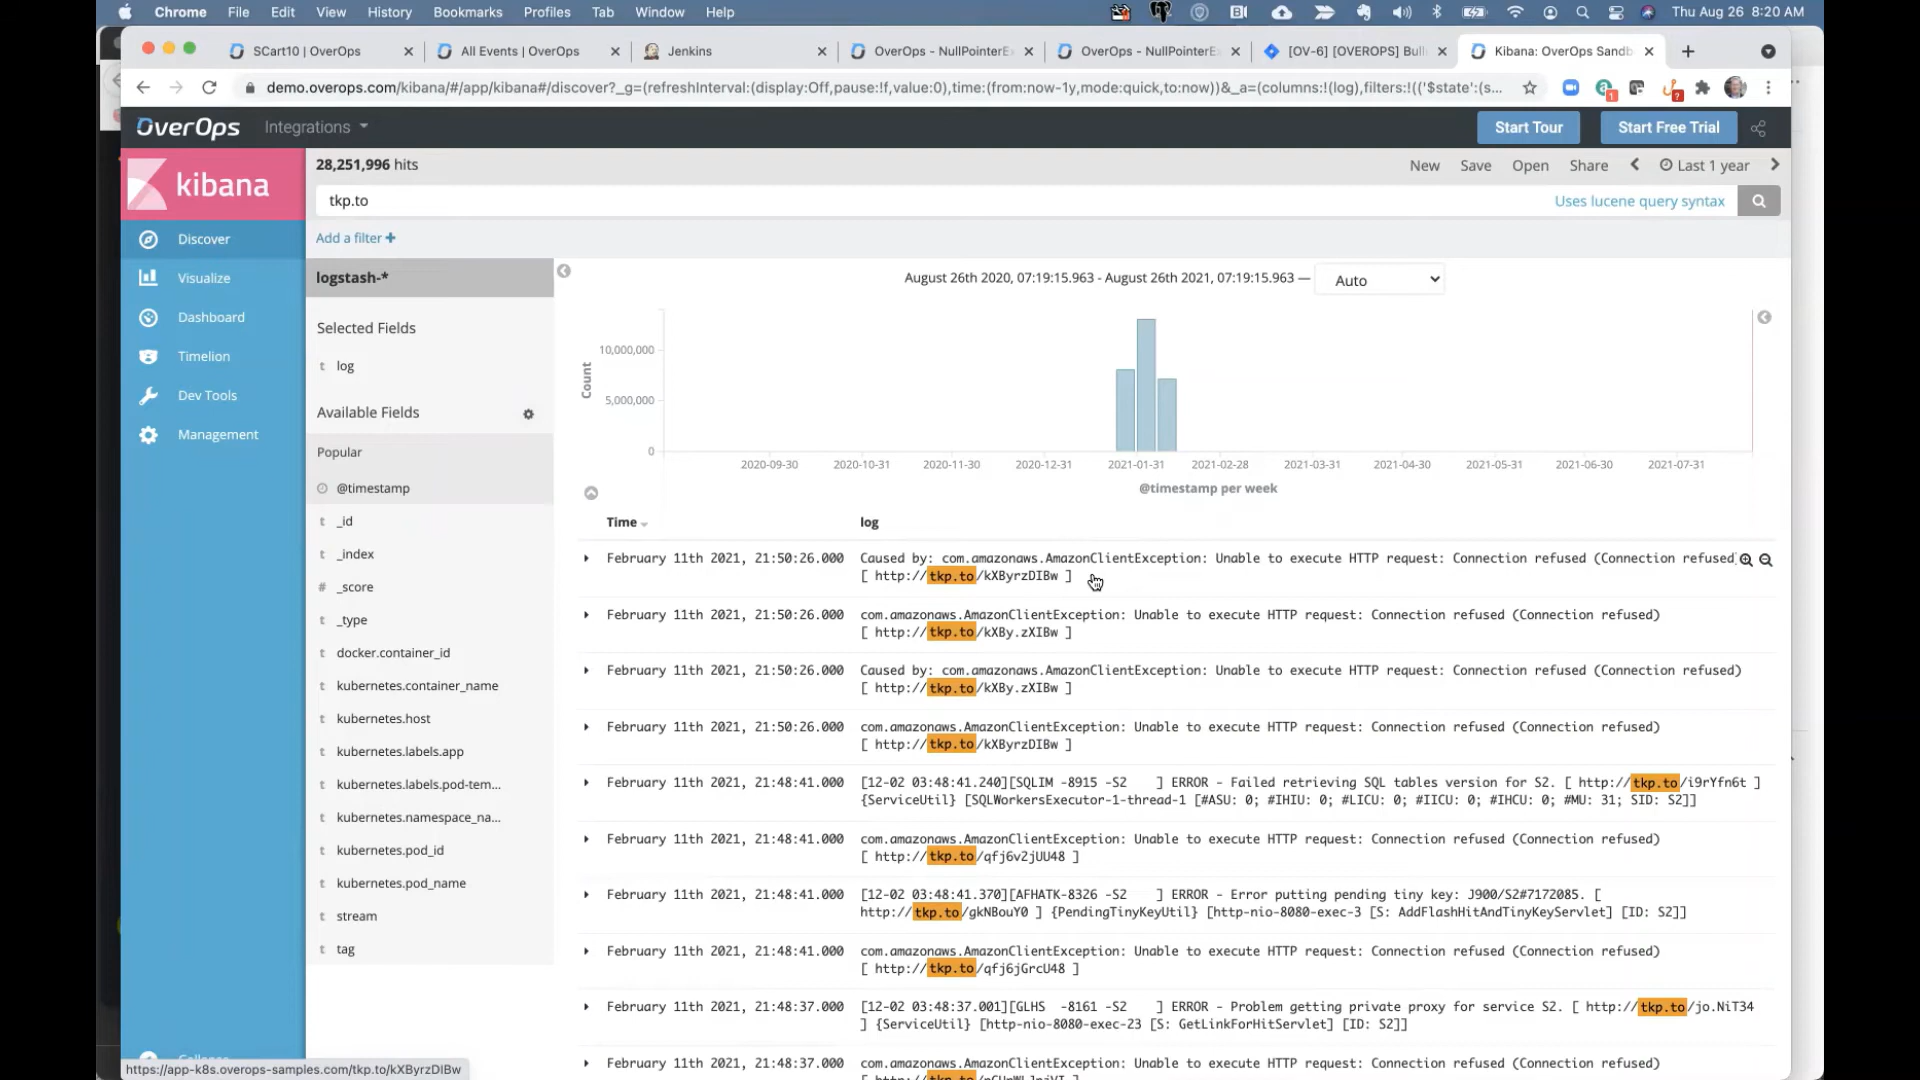 Chrome File Edit View History Bookmarks Profiles Tab Window Help Thu Aug 26 8:20 AM
SCart10 | OverOps All Events | OverOps Jenkins OverOps - NullPointerE OverOps - NullPointerE [OV-6] [OVEROPS] Bul Kibana: OverOps Sandb
demo.overops.com/kibana/#/app/kibana#/discover?_g=(refreshInterval:(display:Off,pause:!f,value:0),time:(from:now-1y,mode:quick,to:now))&_a=(columns:!(log),filters:!(('$state':(s...
OverOps Integrations Start Tour Start Free Trial
kibana
28,251,996 hits New Save Open Share Last 1 year
tkp.to Uses lucene query syntax
Add a filter +
Discover
Visualize
Dashboard
Timelion
Dev Tools
Management
logstash-*
Selected Fields
t log
Available Fields
Popular
@timestamp
t _id
t _index
# _score
t _type
t docker.container_id
t kubernetes.container_name
t kubernetes.host
t kubernetes.labels.app
t kubernetes.labels.pod-tem...
t kubernetes.namespace_na...
t kubernetes.pod_id
t kubernetes.pod_name
t stream
t tag
August 26th 2020, 07:19:15.963 - August 26th 2021, 07:19:15.963 — Auto
Count
10,000,000
5,000,000
0
2020-09-30 2020-10-31 2020-11-30 2020-12-31 2021-01-31 2021-02-28 2021-03-31 2021-04-30 2021-05-31 2021-06-30 2021-07-31
@timestamp per week
Time log
February 11th 2021, 21:50:26.000 Caused by: com.amazonaws.AmazonClientException: Unable to execute HTTP request: Connection refused (Connection refused
[ http://tkp.to/kXByrzDIBw ]
February 11th 2021, 21:50:26.000 com.amazonaws.AmazonClientException: Unable to execute HTTP request: Connection refused (Connection refused)
[ http://tkp.to/kXBy.zXIBw ]
February 11th 2021, 21:50:26.000 Caused by: com.amazonaws.AmazonClientException: Unable to execute HTTP request: Connection refused (Connection refused)
[ http://tkp.to/kXBy.zXIBw ]
February 11th 2021, 21:50:26.000 com.amazonaws.AmazonClientException: Unable to execute HTTP request: Connection refused (Connection refused)
[ http://tkp.to/kXByrzDIBw ]
February 11th 2021, 21:48:41.000 [12-02 03:48:41.240][SQLIM -8915 -S2 ] ERROR - Failed retrieving SQL tables version for S2. [ http://tkp.to/i9rYfn6t ]
{ServiceUtil} [SQLWorkersExecutor-1-thread-1 [#ASU: 0; #IHIU: 0; #LICU: 0; #IICU: 0; #IHCU: 0; #MU: 31; SID: S2]]
February 11th 2021, 21:48:41.000 com.amazonaws.AmazonClientException: Unable to execute HTTP request: Connection refused (Connection refused)
[ http://tkp.to/qfj6v2jUU48 ]
February 11th 2021, 21:48:41.000 [12-02 03:48:41.370][AFHATK-8326 -S2 ] ERROR - Error putting pending tiny key: J900/S2#7172085. [
http://tkp.to/gkNBouY0 ] {PendingTinyKeyUtil} [http-nio-8080-exec-3 [S: AddFlashHitAndTinyKeyServlet] [ID: S2]]
February 11th 2021, 21:48:41.000 com.amazonaws.AmazonClientException: Unable to execute HTTP request: Connection refused (Connection refused)
[ http://tkp.to/qfj6jGrcU48 ]
February 11th 2021, 21:48:37.000 [12-02 03:48:37.001][GLHS -8161 -S2 ] ERROR - Problem getting private proxy for service S2. [ http://tkp.to/jo.NiT34
] {ServiceUtil} [http-nio-8080-exec-23 [S: GetLinkForHitServlet] [ID: S2]]
February 11th 2021, 21:48:37.000 com.amazonaws.AmazonClientException: Unable to execute HTTP request: Connection refused (Connection refused)
https://app-k8s.overops-samples.com/tkp.to/kXByrzDIBw